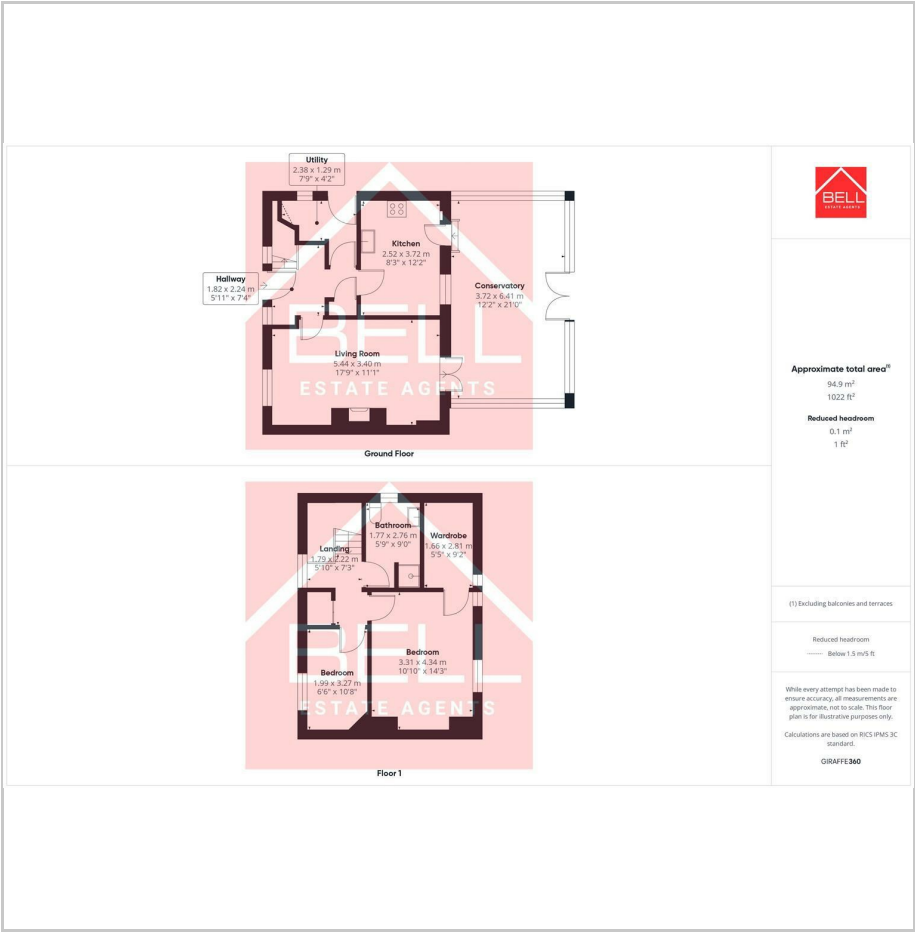 Utility
2.38 x 1.29 m
7'9" x 4'2"
Kitchen
2.52 x 3.72 m
8'3" x 12'2"
Hallway
1.82 x 2.24 m
5'11" x 7'4"
Conservatory
3.72 x 6.41 m
12'2" x 21'0"
Living Room
5.44 x 3.40 m
17'9" x 11'1"
BELL
ESTATE AGENTS
Ground Floor
Bathroom
1.77 x 2.76 m
5'9" x 9'0"
Wardrobe
1.66 x 2.81 m
5'5" x 9'2"
Landing
1.79 x 2.22 m
5'10" x 7'3"
Bedroom
3.31 x 4.34 m
10'10" x 14'3"
Bedroom
1.99 x 3.27 m
6'6" x 10'8"
BELL
ESTATE AGENTS
Floor 1
BELL
ESTATE AGENTS
Approximate total area(1)
94.9 m²
1022 ft²
Reduced headroom
0.1 m²
1 ft²
(1) Excluding balconies and terraces
Reduced headroom
Below 1.5 m/5 ft
While every attempt has been made to
ensure accuracy, all measurements are
approximate, not to scale. This floor
plan is for illustrative purposes only.
Calculations are based on RICS IPMS 3C
standard.
GIRAFFE360